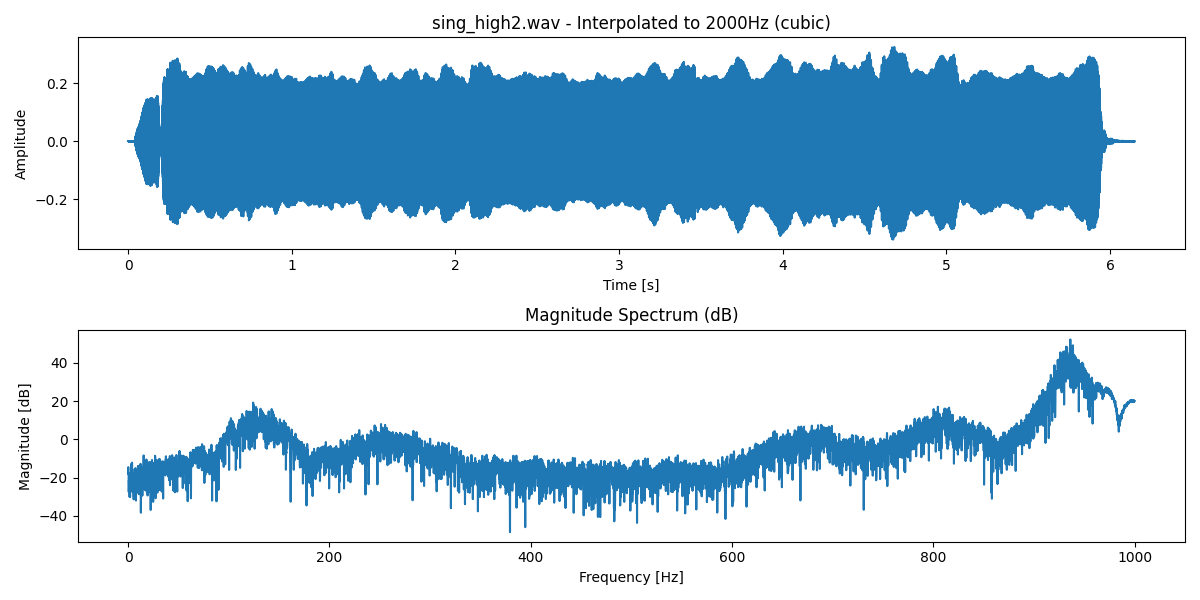 sing_high2.wav - Interpolated to 2000Hz (cubic)
0.2
0.0
−0.2
Amplitude
0 1 2 3 4 5 6
Time [s]
Magnitude Spectrum (dB)
40
20
0
−20
−40
Magnitude [dB]
0 200 400 600 800 1000
Frequency [Hz]